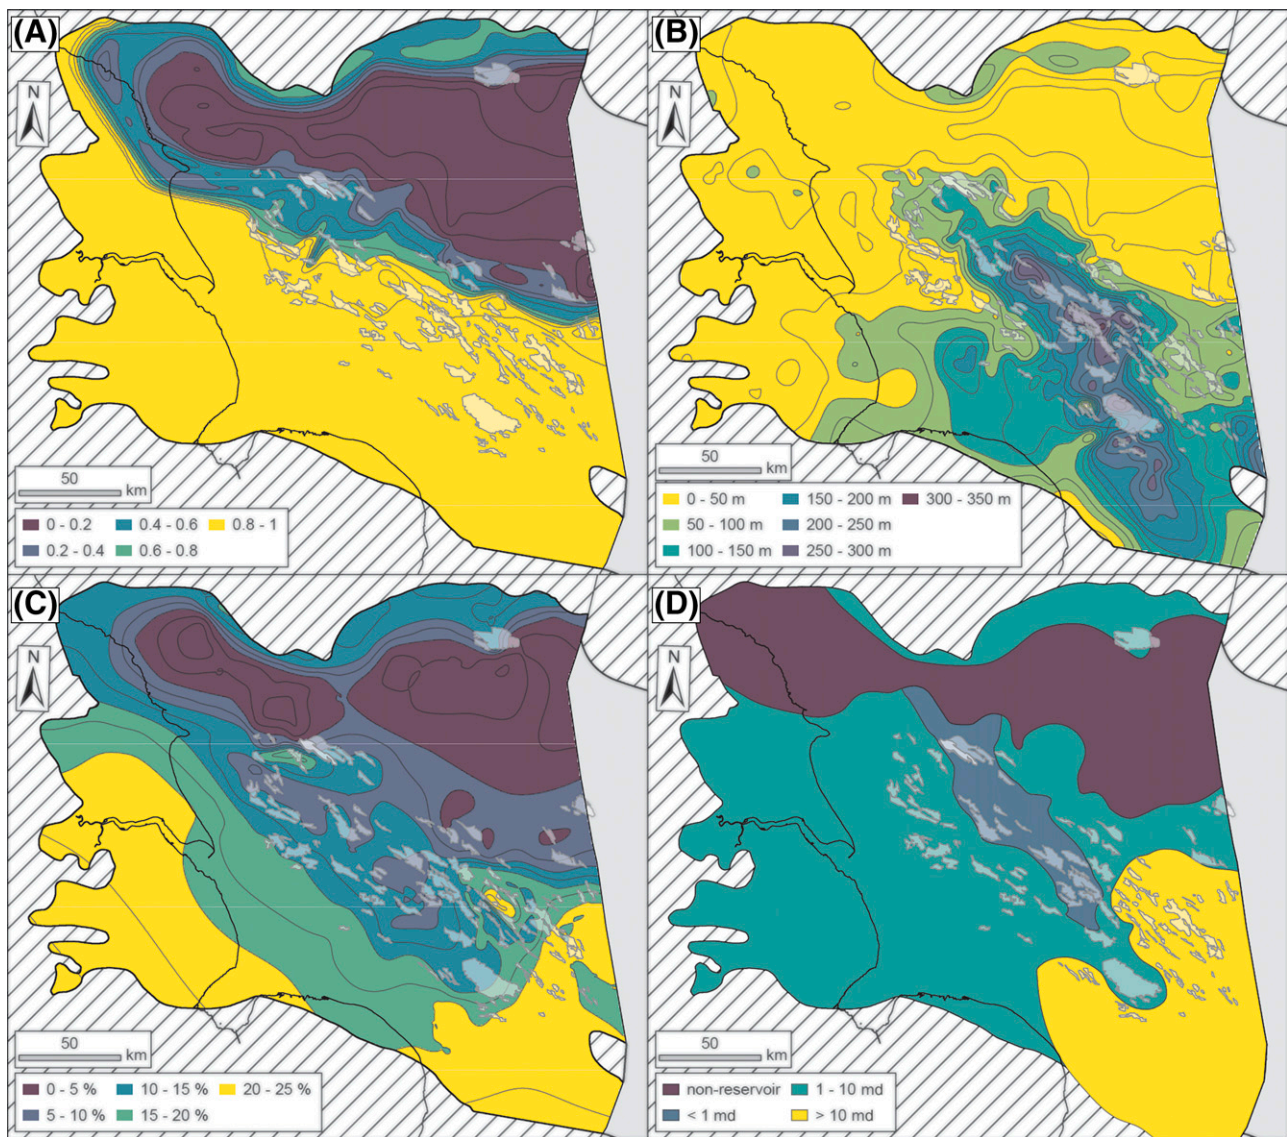 (A)
N
50
km
0 - 0.2
0.4 - 0.6
0.8 - 1
0.2 - 0.4
0.6 - 0.8
(B)
N
50
km
0 - 50 m
150 - 200 m
300 - 350 m
50 - 100 m
200 - 250 m
100 - 150 m
250 - 300 m
(C)
N
50
km
0 - 5 %
10 - 15 %
20 - 25 %
5 - 10 %
15 - 20 %
(D)
N
50
km
non-reservoir
1 - 10 md
< 1 md
> 10 md